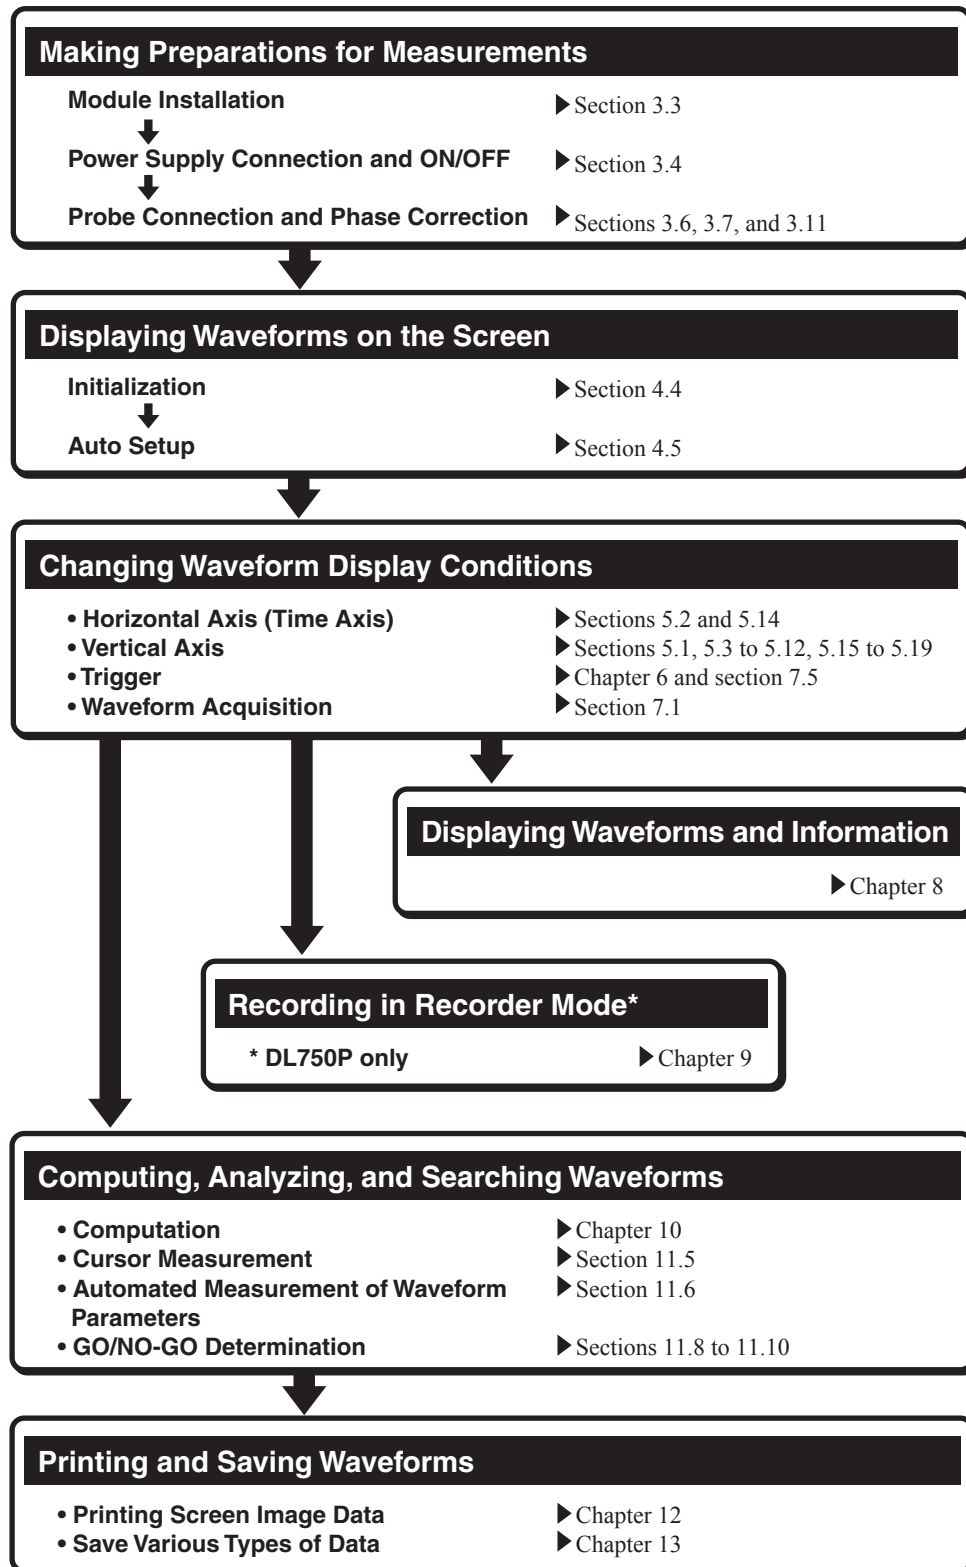 Making Preparations for Measurements
Module Installation ▶ Section 3.3
Power Supply Connection and ON/OFF ▶ Section 3.4
Probe Connection and Phase Correction ▶ Sections 3.6, 3.7, and 3.11
Displaying Waveforms on the Screen
Initialization ▶ Section 4.4
Auto Setup ▶ Section 4.5
Changing Waveform Display Conditions
• Horizontal Axis (Time Axis) ▶ Sections 5.2 and 5.14
• Vertical Axis ▶ Sections 5.1, 5.3 to 5.12, 5.15 to 5.19
• Trigger ▶ Chapter 6 and section 7.5
• Waveform Acquisition ▶ Section 7.1
Displaying Waveforms and Information
▶ Chapter 8
Recording in Recorder Mode*
* DL750P only ▶ Chapter 9
Computing, Analyzing, and Searching Waveforms
• Computation ▶ Chapter 10
• Cursor Measurement ▶ Section 11.5
• Automated Measurement of Waveform ▶ Section 11.6
Parameters
• GO/NO-GO Determination ▶ Sections 11.8 to 11.10
Printing and Saving Waveforms
• Printing Screen Image Data ▶ Chapter 12
• Save Various Types of Data ▶ Chapter 13